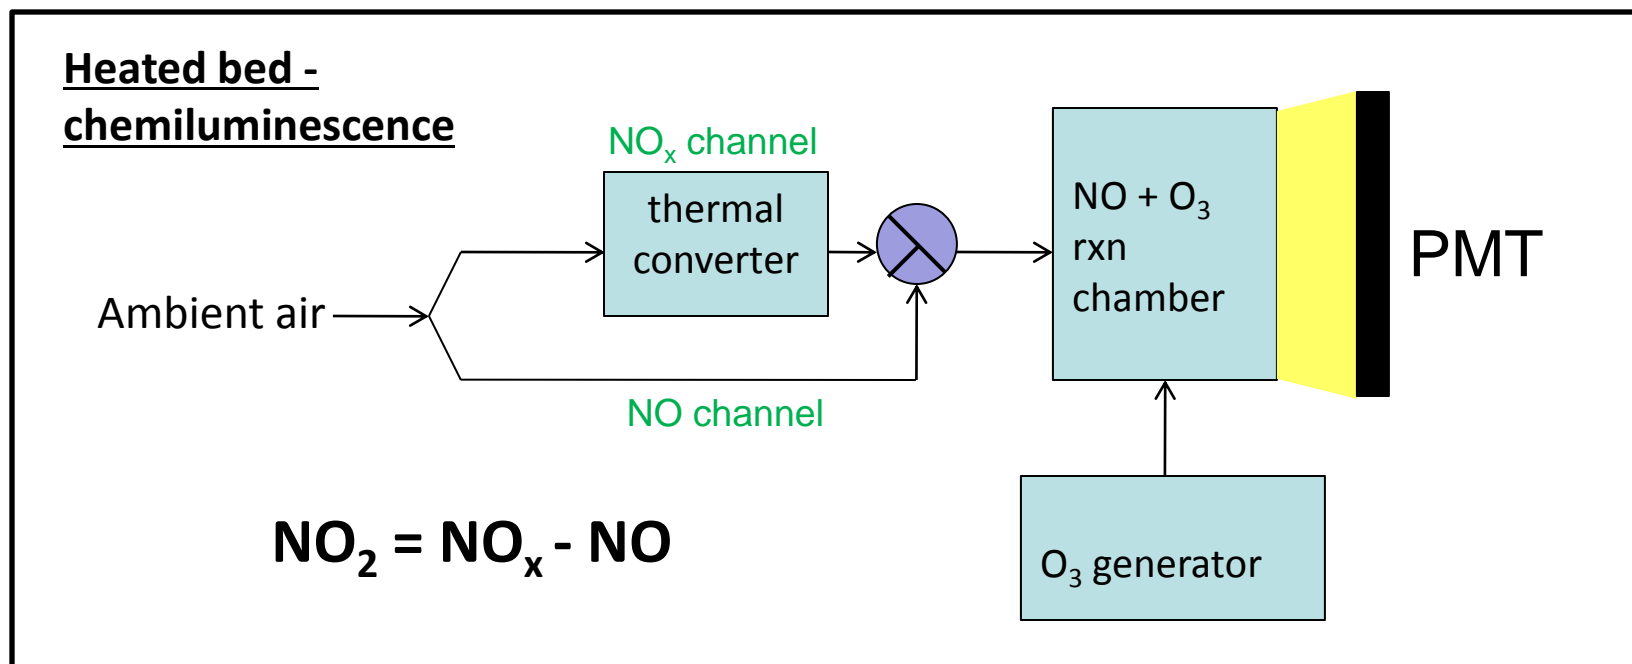 Heated bed -
chemiluminescence
NOₓ channel
thermal
converter
Ambient air
NO channel
NO + O₃
rxn
chamber
PMT
NO₂ = NOₓ - NO
O₃ generator